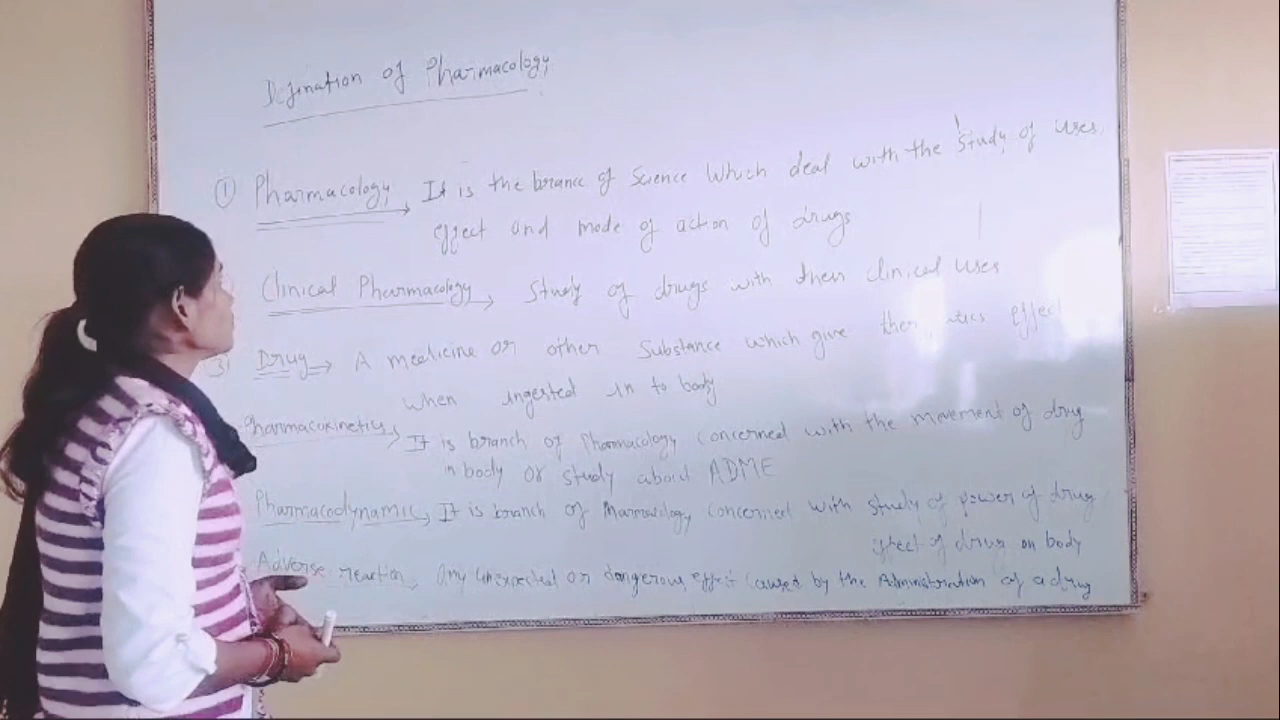 Defination of Pharmacology
① Pharmacology → It is the brance of Science Which deal with the study of uses
effect and mode of action of drugs
Clinical Pharmacology → Study of drugs with their clinical uses
3) Drug → A medicine or other Substance which give effect
When ingested in to body
Pharmacokinetics → It is branch of Pharmacology concerned with the movement of drug
in body or study about ADME
Pharmacodynamic → It is branch of Pharmacology concerned with study of power of drug
effect of drug on body
Adverse reaction → Any unexpected or dangerous effect caused by the Administration of a drug